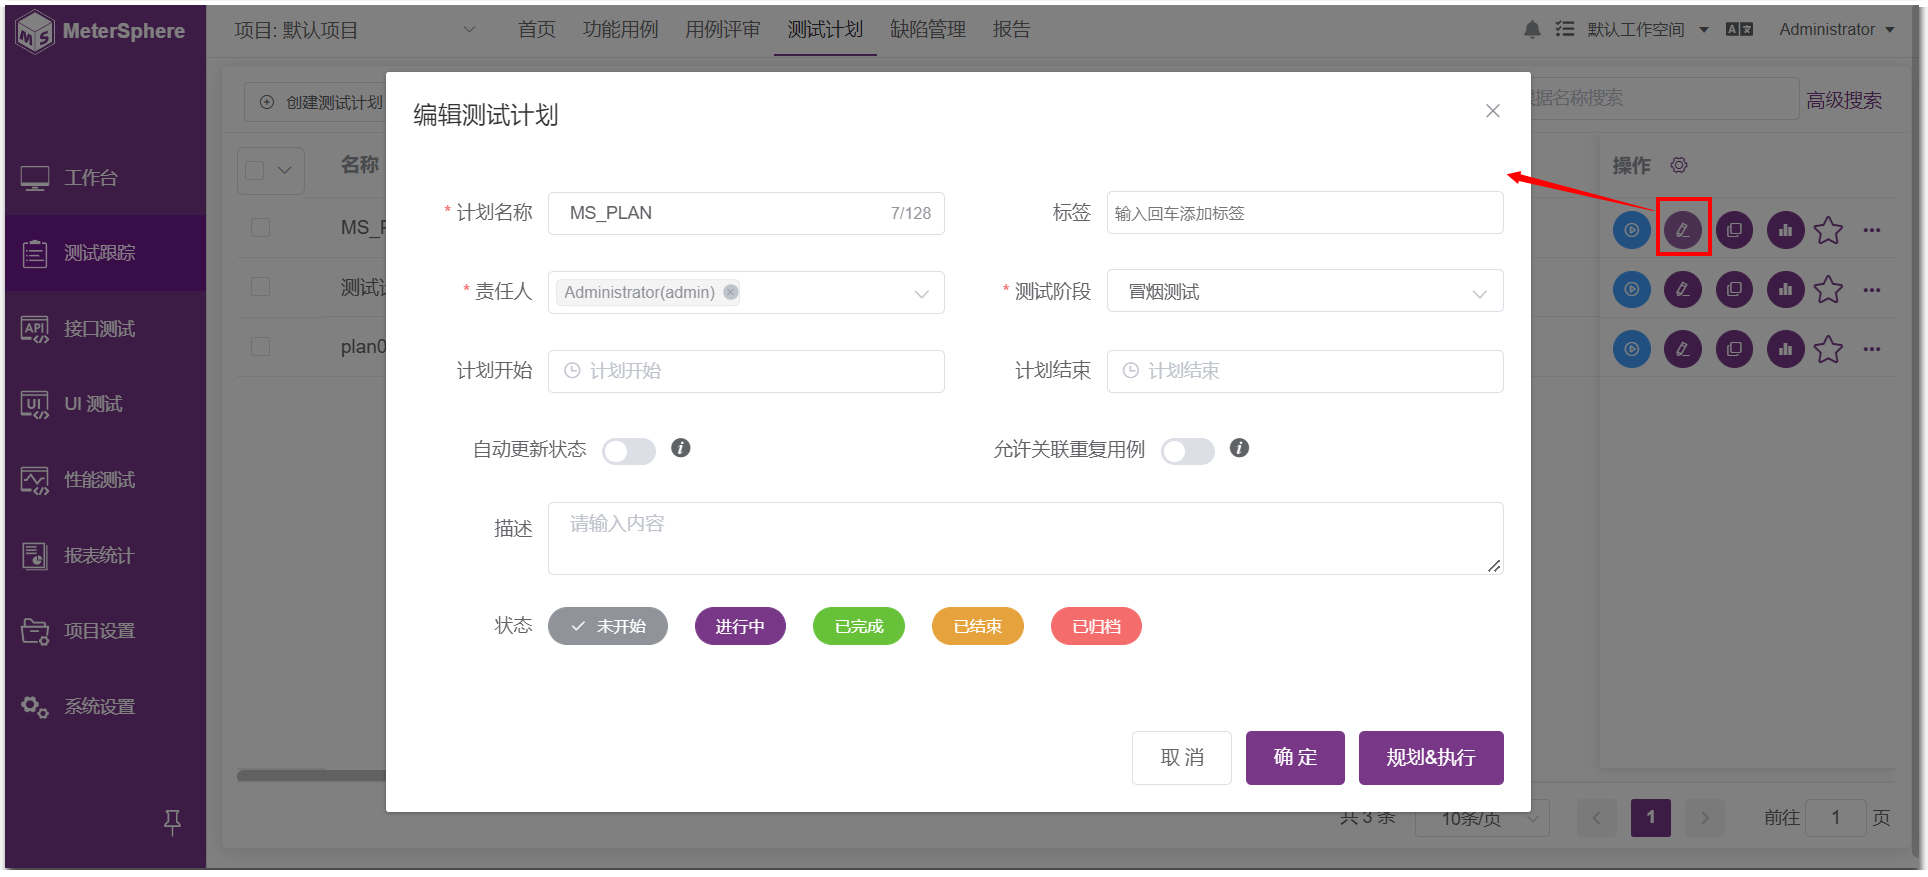 MeterSphere
项目: 默认项目
首页
功能用例
用例评审
测试计划
缺陷管理
报告
默认工作空间
Administrator
创建测试计划
据名称搜索
高级搜索
名称
操作
MS_P
plan0
工作台
测试跟踪
API
接口测试
UI
UI 测试
性能测试
报表统计
项目设置
系统设置
编辑测试计划
* 计划名称
MS_PLAN
7/128
标签
输入回车添加标签
* 责任人
Administrator(admin)
* 测试阶段
冒烟测试
计划开始
计划开始
计划结束
计划结束
自动更新状态
允许关联重复用例
描述
请输入内容
状态
未开始
进行中
已完成
已结束
已归档
取 消
确 定
规划&执行
共 3 条
10条/页
1
前往
1
页